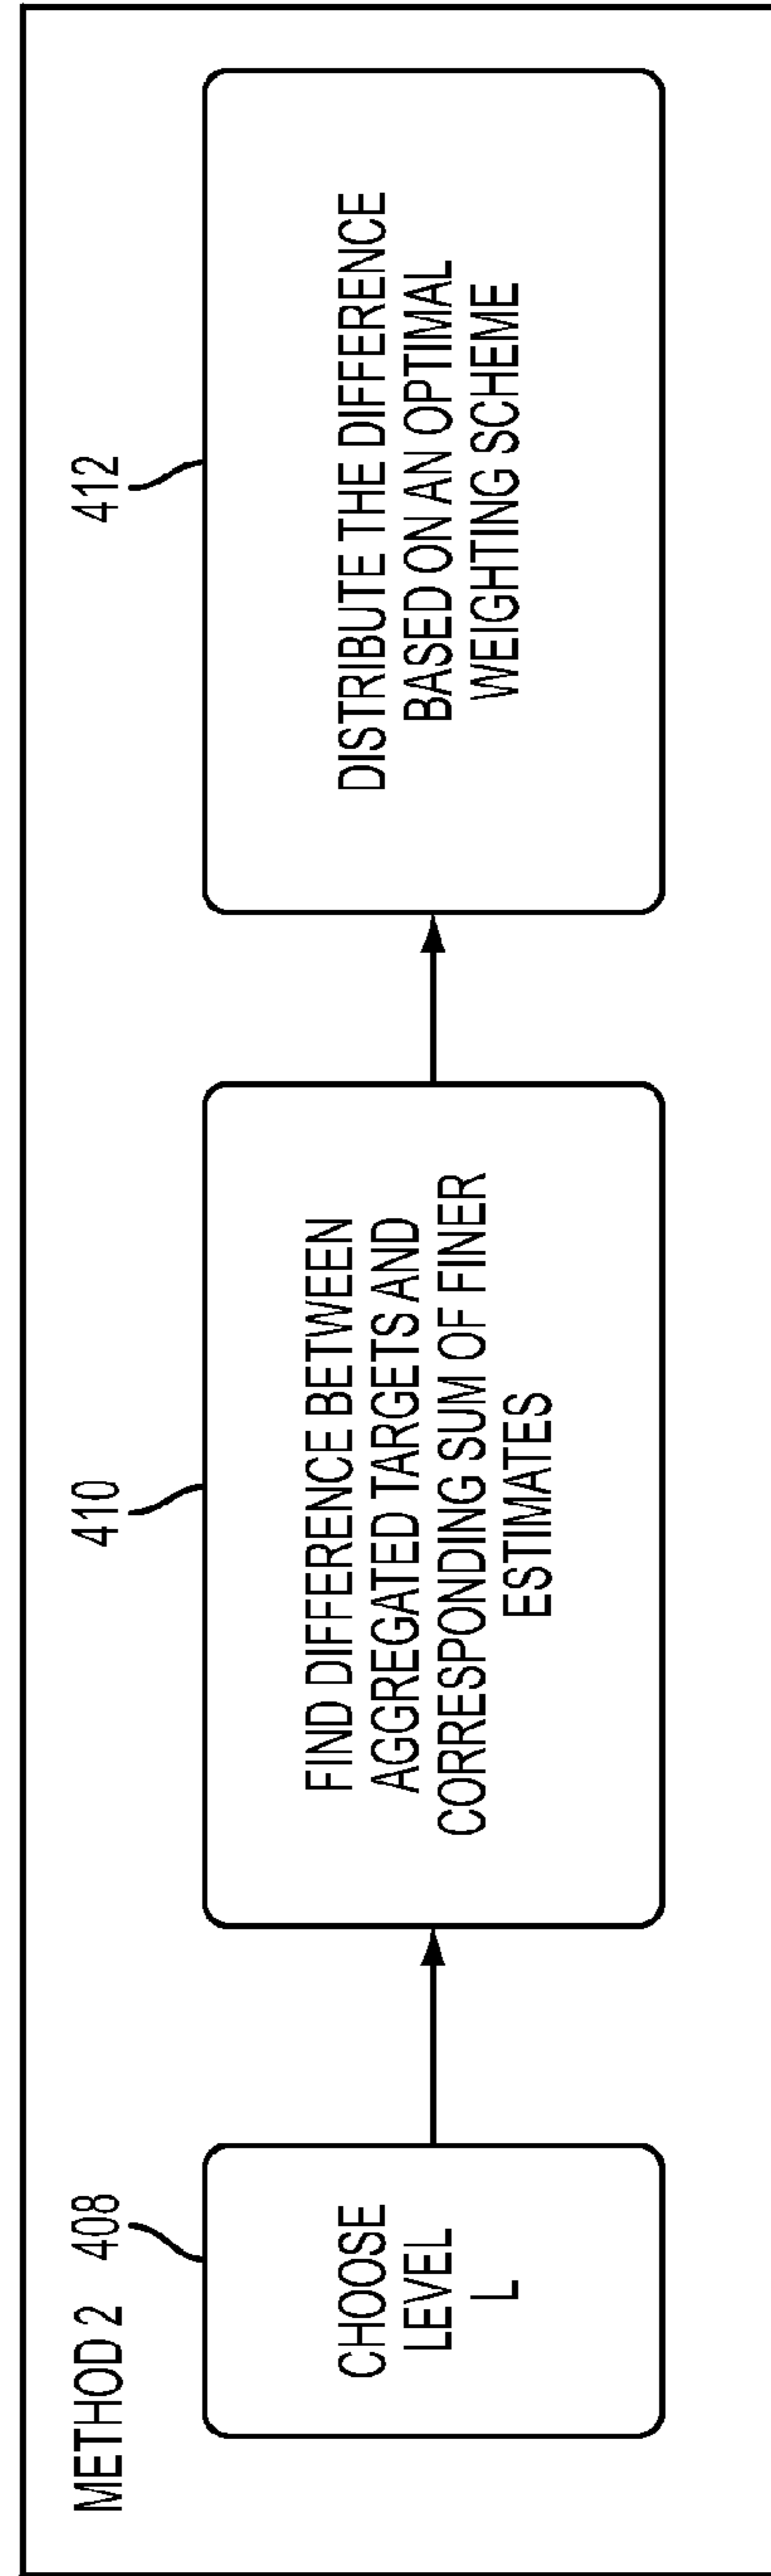 METHOD 2
408
CHOOSE
LEVEL
L
410
FIND DIFFERENCE BETWEEN
AGGREGATED TARGETS AND
CORRESPONDING SUM OF FINER
ESTIMATES
412
DISTRIBUTE THE DIFFERENCE
BASED ON AN OPTIMAL
WEIGHTING SCHEME